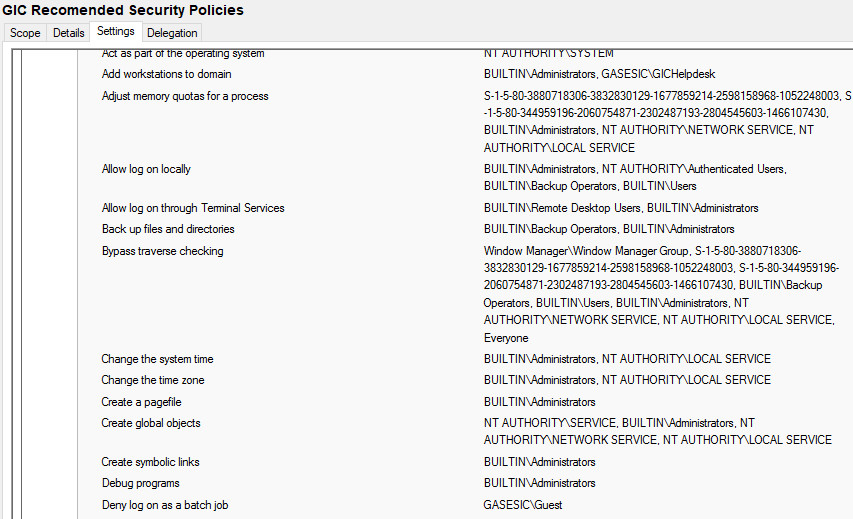 GIC Recomended Security Policies
Scope Details Settings Delegation
Act as part of the operating system NT AUTHORITY\SYSTEM
Add workstations to domain BUILTIN\Administrators, GASESIC\GICHelpdesk
Adjust memory quotas for a process S-1-5-80-3880718306-3832830129-1677859214-2598158968-1052248003, S
-1-5-80-344959196-2060754871-2302487193-2804545603-1466107430,
BUILTIN\Administrators, NT AUTHORITY\NETWORK SERVICE, NT
AUTHORITY\LOCAL SERVICE
Allow log on locally BUILTIN\Administrators, NT AUTHORITY\Authenticated Users,
BUILTIN\Backup Operators, BUILTIN\Users
Allow log on through Terminal Services BUILTIN\Remote Desktop Users, BUILTIN\Administrators
Back up files and directories BUILTIN\Backup Operators, BUILTIN\Administrators
Bypass traverse checking Window Manager\Window Manager Group, S-1-5-80-3880718306-
3832830129-1677859214-2598158968-1052248003, S-1-5-80-344959196-
2060754871-2302487193-2804545603-1466107430, BUILTIN\Backup
Operators, BUILTIN\Users, BUILTIN\Administrators, NT
AUTHORITY\NETWORK SERVICE, NT AUTHORITY\LOCAL SERVICE,
Everyone
Change the system time BUILTIN\Administrators, NT AUTHORITY\LOCAL SERVICE
Change the time zone BUILTIN\Administrators, NT AUTHORITY\LOCAL SERVICE
Create a pagefile BUILTIN\Administrators
Create global objects NT AUTHORITY\SERVICE, BUILTIN\Administrators, NT
AUTHORITY\NETWORK SERVICE, NT AUTHORITY\LOCAL SERVICE
Create symbolic links BUILTIN\Administrators
Debug programs BUILTIN\Administrators
Deny log on as a batch job GASESIC\Guest